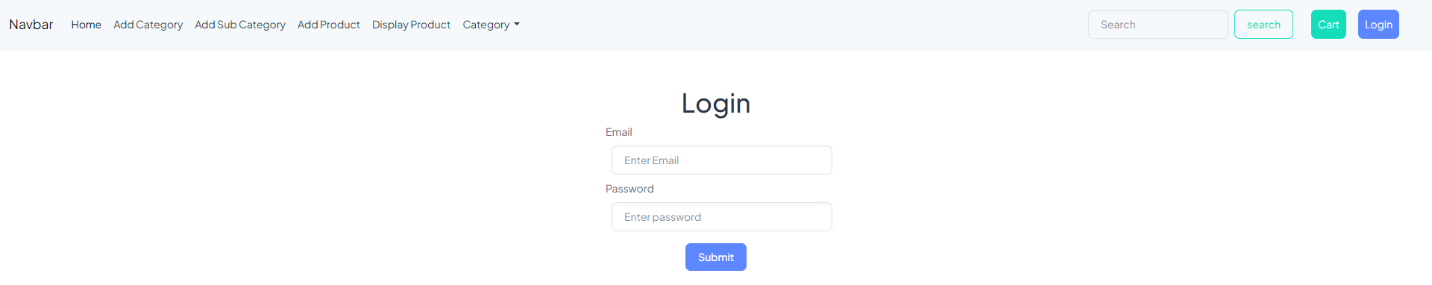 Navbar Home Add Category Add Sub Category Add Product Display Product Category Search search Cart Login
Login
Email
Enter Email
Password
Enter password
Submit